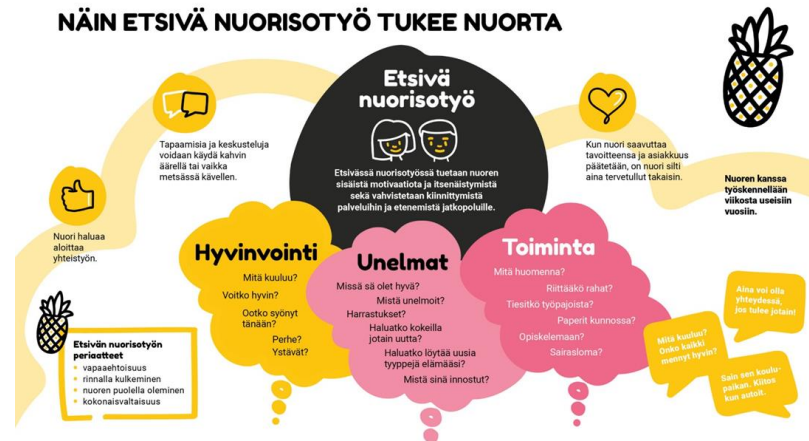 NÄIN ETSIVÄ NUORISOTYÖ TUKEE NUORTA
Nuori haluaa
aloittaa
yhteistyön.
Tapaamisia ja keskusteluja
voidaan käydä kahvin
äärellä tai vaikka
metsässä kävellen.
Etsivä
nuorisotyö
Etsivässä nuorisotyössä tuetaan nuoren
sisäistä motivaatiota ja itsenäistymistä
sekä vahvistetaan kiinnittymistä
palveluihin ja etenemistä jatkopoluille.
Kun nuori saavuttaa
tavoitteensa ja asiakkuus
päätetään, on nuori silti
aina tervetullut takaisin.
Nuoren kanssa
työskennellään
viikosta useisiin
vuosiin.
Hyvinvointi
Mitä kuuluu?
Voitko hyvin?
Ootko syönyt
tänään?
Perhe?
Ystävät?
Unelmat
Missä sä olet hyvä?
Mistä unelmoit?
Harrastukset?
Haluatko kokeilla
jotain uutta?
Haluatko löytää uusia
tyyppejä elämääsi?
Mistä sinä innostut?
Toiminta
Mitä huomenna?
Riittääkö rahat?
Tiesitkö työpajoista?
Paperit kunnossa?
Opiskelemaan?
Sairasloma?
Etsivän nuorisotyön
periaatteet
• vapaaehtoisuus
• rinnalla kulkeminen
• nuoren puolella oleminen
• kokonaisvaltaisuus
Aina voi olla
yhteydessä,
jos tulee jotain!
Mitä kuuluu?
Onko kaikki
mennyt hyvin?
Sain sen koulu-
paikan. Kiitos
kun autoit.